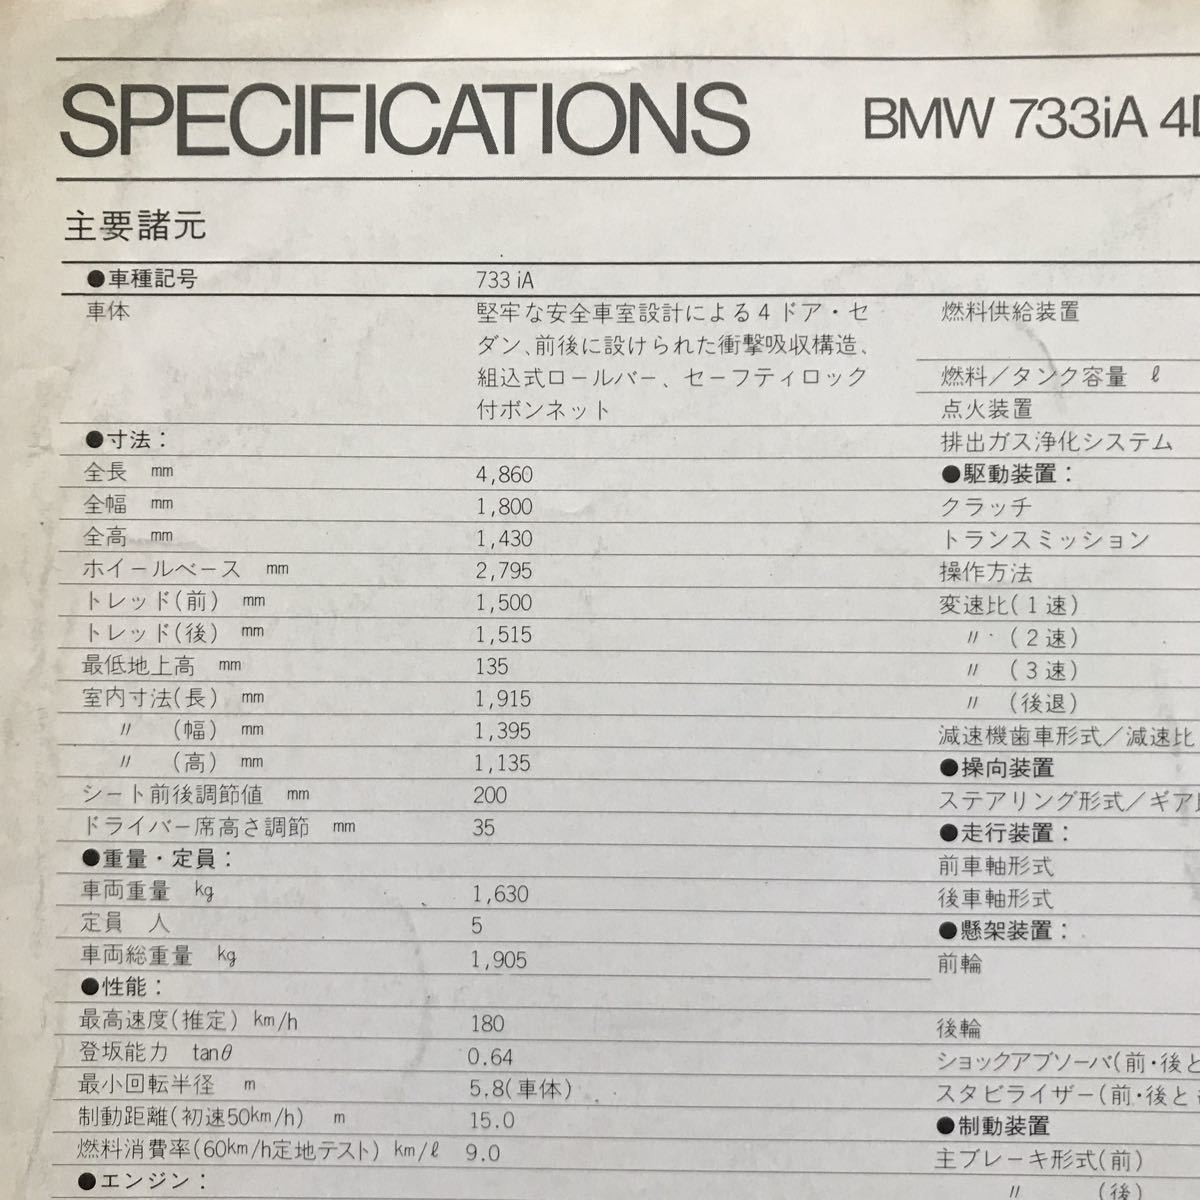 SPECIFICATIONS
BMW 733iA 4
主要諸元
●車種記号 733 iA
車体 堅牢な安全車室設計による4ドア・セ
ダン、前後に設けられた衝撃吸収構造、
組込式ロールバー、セーフティロック
付ボンネット
●寸法：
全長 mm 4,860
全幅 mm 1,800
全高 mm 1,430
ホイールベース mm 2,795
トレッド(前) mm 1,500
トレッド(後) mm 1,515
最低地上高 mm 135
室内寸法(長) mm 1,915
〃 (幅) mm 1,395
〃 (高) mm 1,135
シート前後調節値 mm 200
ドライバー席高さ調節 mm 35
●重量・定員：
車両重量 kg 1,630
定員 人 5
車両総重量 kg 1,905
●性能：
最高速度(推定) km/h 180
登坂能力 tanθ 0.64
最小回転半径 m 5.8(車体)
制動距離(初速50km/h) m 15.0
燃料消費率(60km/h定地テスト) km/ℓ 9.0
●エンジン：
燃料供給装置
燃料／タンク容量 ℓ
点火装置
排出ガス浄化システム
●駆動装置：
クラッチ
トランスミッション
操作方法
変速比(1速)
〃 (2速)
〃 (3速)
〃 (後退)
減速機歯車形式／減速比
●操向装置
ステアリング形式／ギア
●走行装置：
前車軸形式
後車軸形式
●懸架装置：
前輪
後輪
ショックアブソーバ(前・後と
スタビライザー(前・後と
●制動装置
主ブレーキ形式(前)
〃 (後)